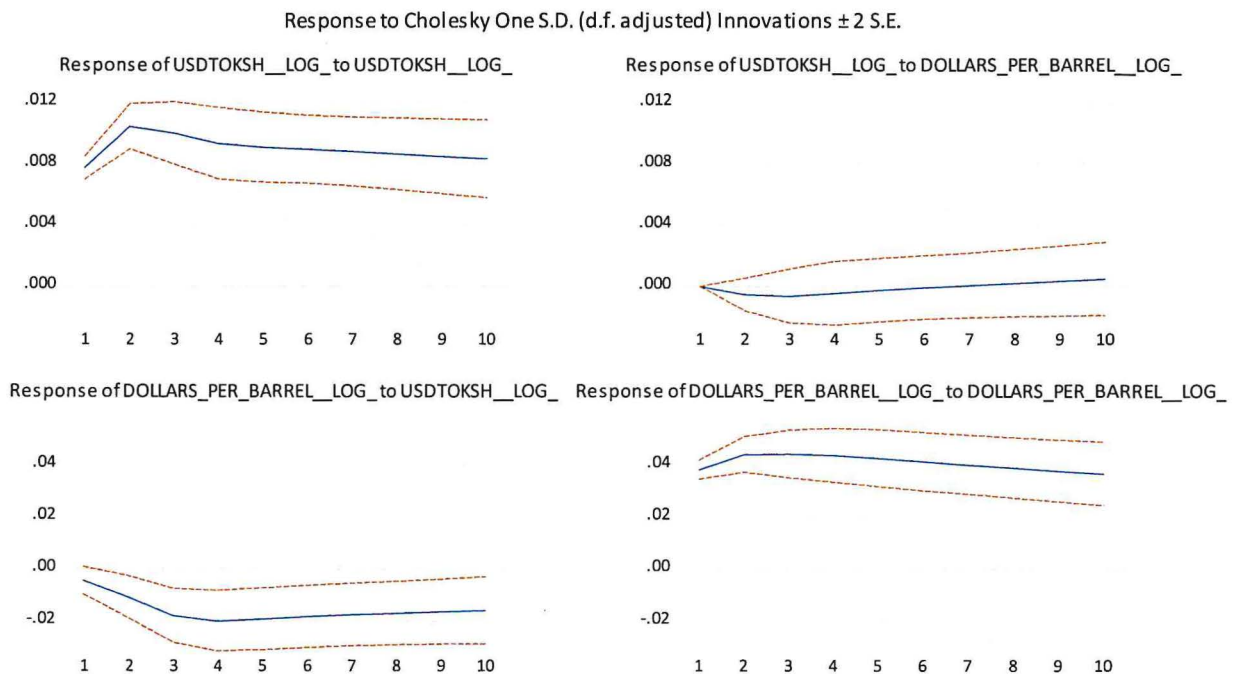 Response to Cholesky One S.D. (d.f. adjusted) Innovations ± 2 S.E.
Response of USDTOKSH__LOG_ to USDTOKSH__LOG_
.012
.008
.004
.000
1 2 3 4 5 6 7 8 9 10
Response of USDTOKSH__LOG_ to DOLLARS_PER_BARREL__LOG_
.012
.008
.004
.000
1 2 3 4 5 6 7 8 9 10
Response of DOLLARS_PER_BARREL__LOG_ to USDTOKSH__LOG_
.04
.02
.00
-.02
1 2 3 4 5 6 7 8 9 10
Response of DOLLARS_PER_BARREL__LOG_ to DOLLARS_PER_BARREL__LOG_
.04
.02
.00
-.02
1 2 3 4 5 6 7 8 9 10